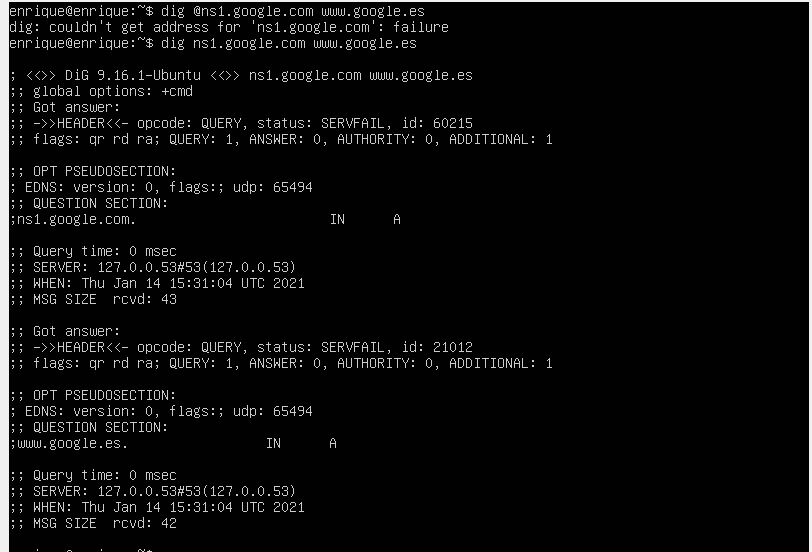 enrique@enrique:~$ dig @ns1.google.com www.google.es
dig: couldn't get address for 'ns1.google.com': failure
enrique@enrique:~$ dig ns1.google.com www.google.es
; <<>> DiG 9.16.1-Ubuntu <<>> ns1.google.com www.google.es
;; global options: +cmd
;; Got answer:
;; ->>HEADER<<- opcode: QUERY, status: SERVFAIL, id: 60215
;; flags: qr rd ra; QUERY: 1, ANSWER: 0, AUTHORITY: 0, ADDITIONAL: 1
;; OPT PSEUDOSECTION:
; EDNS: version: 0, flags:; udp: 65494
;; QUESTION SECTION:
;ns1.google.com. IN A
;; Query time: 0 msec
;; SERVER: 127.0.0.53#53(127.0.0.53)
;; WHEN: Thu Jan 14 15:31:04 UTC 2021
;; MSG SIZE rcvd: 43
;; Got answer:
;; ->>HEADER<<- opcode: QUERY, status: SERVFAIL, id: 21012
;; flags: qr rd ra; QUERY: 1, ANSWER: 0, AUTHORITY: 0, ADDITIONAL: 1
;; OPT PSEUDOSECTION:
; EDNS: version: 0, flags:; udp: 65494
;; QUESTION SECTION:
;www.google.es. IN A
;; Query time: 0 msec
;; SERVER: 127.0.0.53#53(127.0.0.53)
;; WHEN: Thu Jan 14 15:31:04 UTC 2021
;; MSG SIZE rcvd: 42